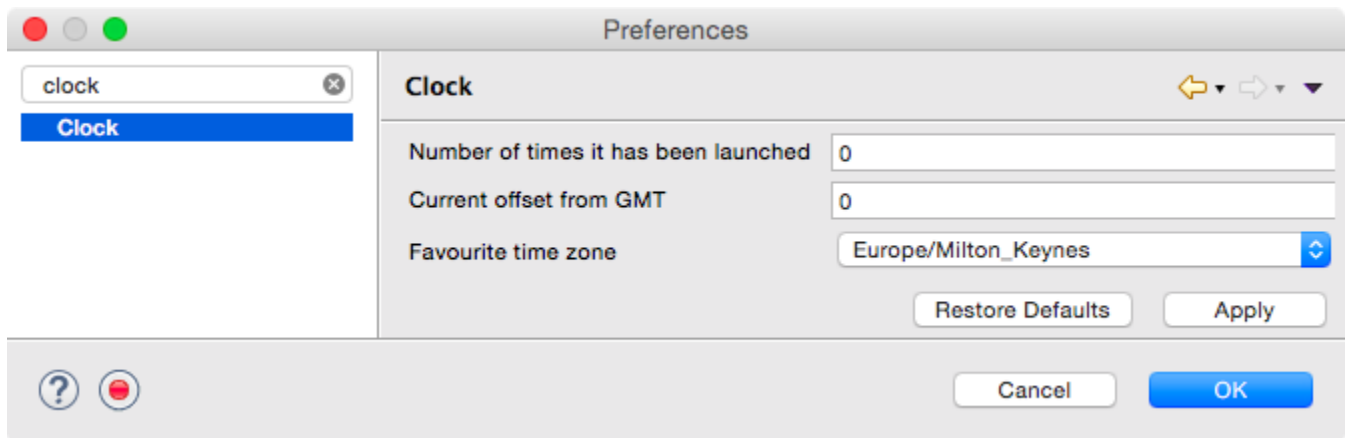 Preferences
clock
Clock
Clock
Number of times it has been launched 0
Current offset from GMT 0
Favourite time zone Europe/Milton_Keynes
Restore Defaults Apply
? Cancel OK